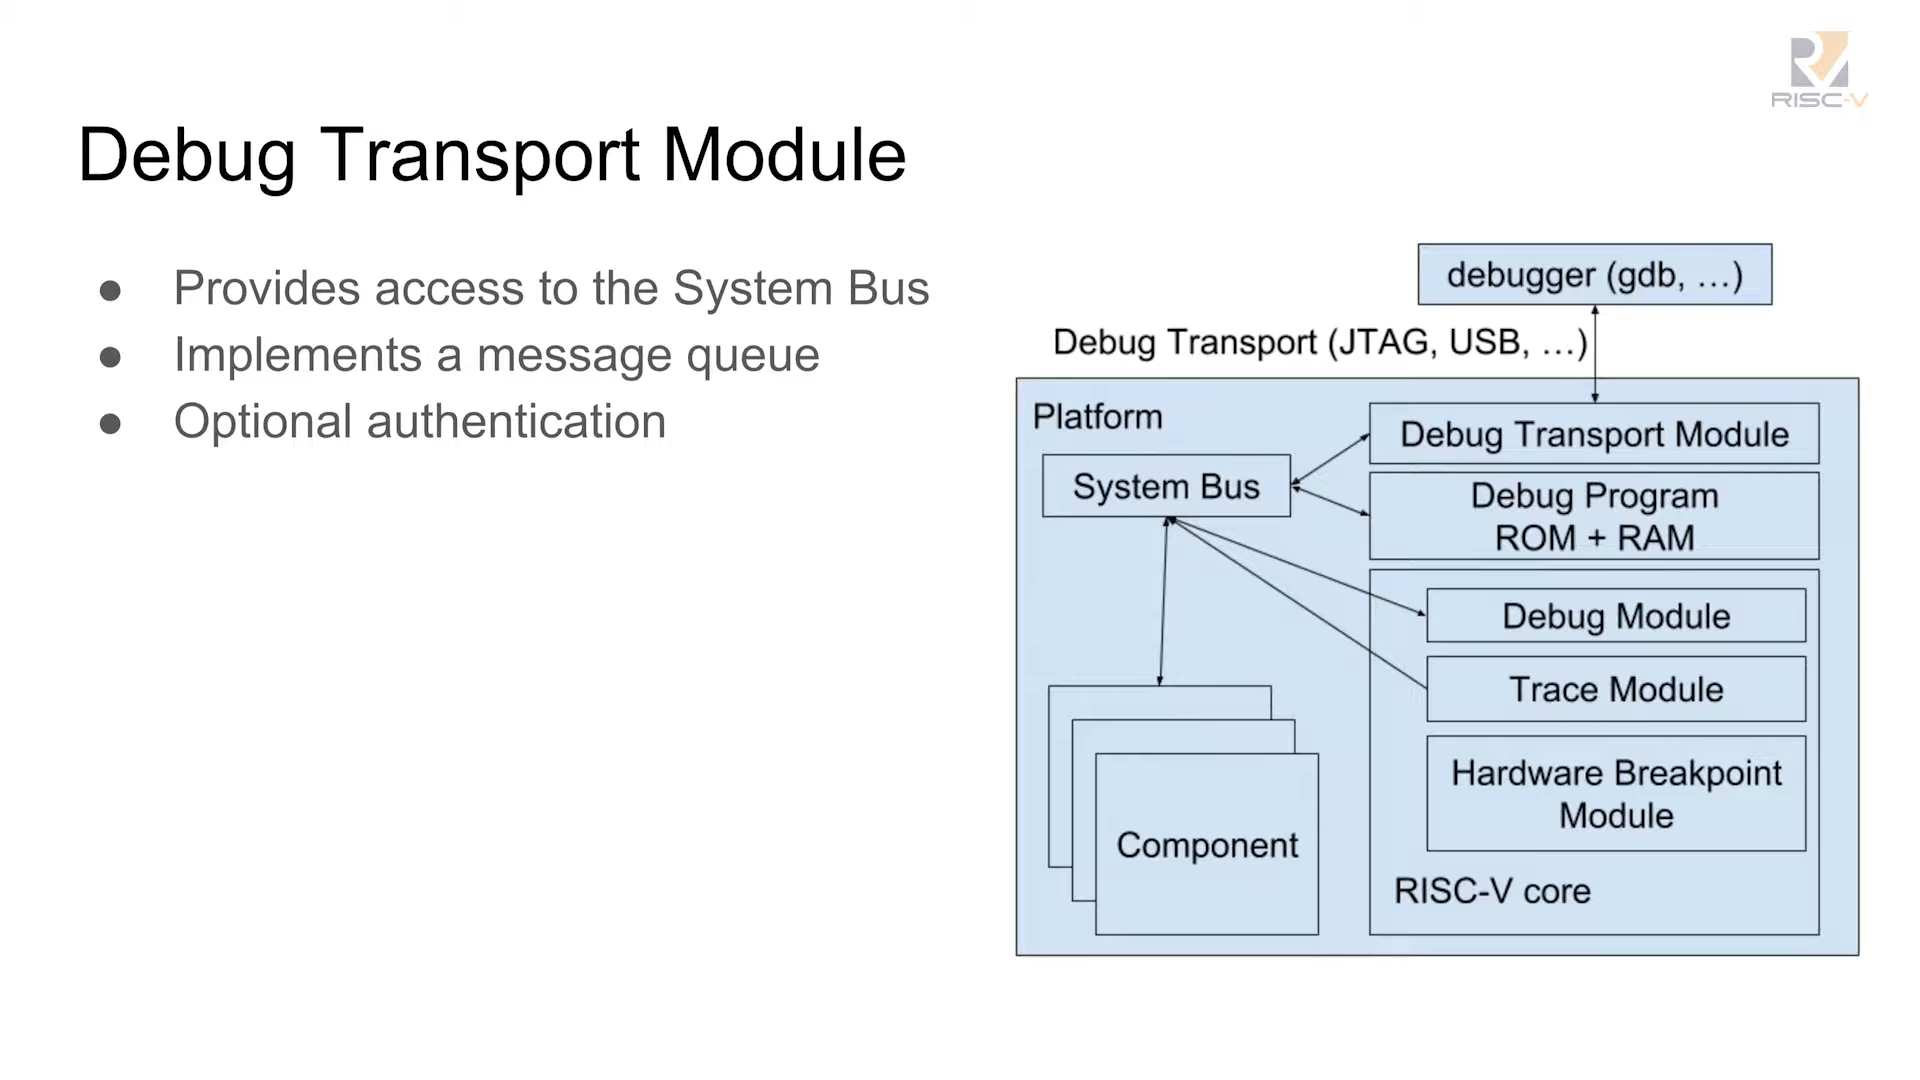 RISC-V
Debug Transport Module
● Provides access to the System Bus
● Implements a message queue
● Optional authentication
debugger (gdb, …)
Debug Transport (JTAG, USB, …)
Platform
System Bus
Debug Transport Module
Debug Program
ROM + RAM
Debug Module
Trace Module
Hardware Breakpoint
Module
RISC-V core
Component